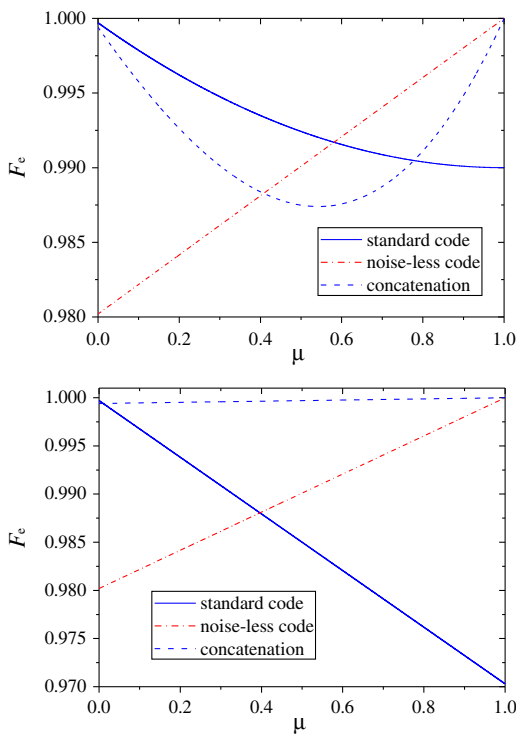 1.000
0.995
0.990
0.985
0.980
Fe
standard code
noise-less code
concatenation
0.0 0.2 0.4 0.6 0.8 1.0
μ
1.000
0.995
0.990
0.985
0.980
0.975
0.970
Fe
standard code
noise-less code
concatenation
0.0 0.2 0.4 0.6 0.8 1.0
μ